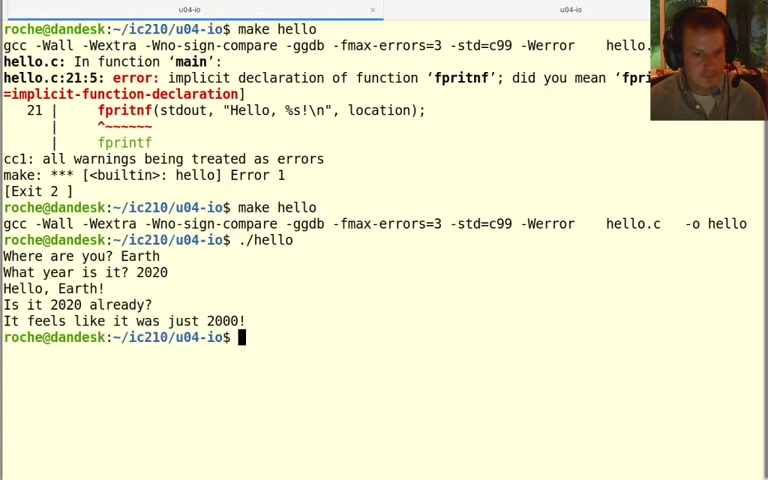 u04-io × u04-io
roche@dandesk:~/ic210/u04-io$ make hello
gcc -Wall -Wextra -Wno-sign-compare -ggdb -fmax-errors=3 -std=c99 -Werror    hello.
hello.c: In function ‘main’:
hello.c:21:5: error: implicit declaration of function ‘fpritnf’; did you mean ‘fpri
=implicit-function-declaration]
   21 |     fpritnf(stdout, "Hello, %s!\n", location);
      |     ^~~~~~~
      |     fprintf
cc1: all warnings being treated as errors
make: *** [<builtin>: hello] Error 1
[Exit 2 ]
roche@dandesk:~/ic210/u04-io$ make hello
gcc -Wall -Wextra -Wno-sign-compare -ggdb -fmax-errors=3 -std=c99 -Werror    hello.c   -o hello
roche@dandesk:~/ic210/u04-io$ ./hello
Where are you? Earth
What year is it? 2020
Hello, Earth!
Is it 2020 already?
It feels like it was just 2000!
roche@dandesk:~/ic210/u04-io$